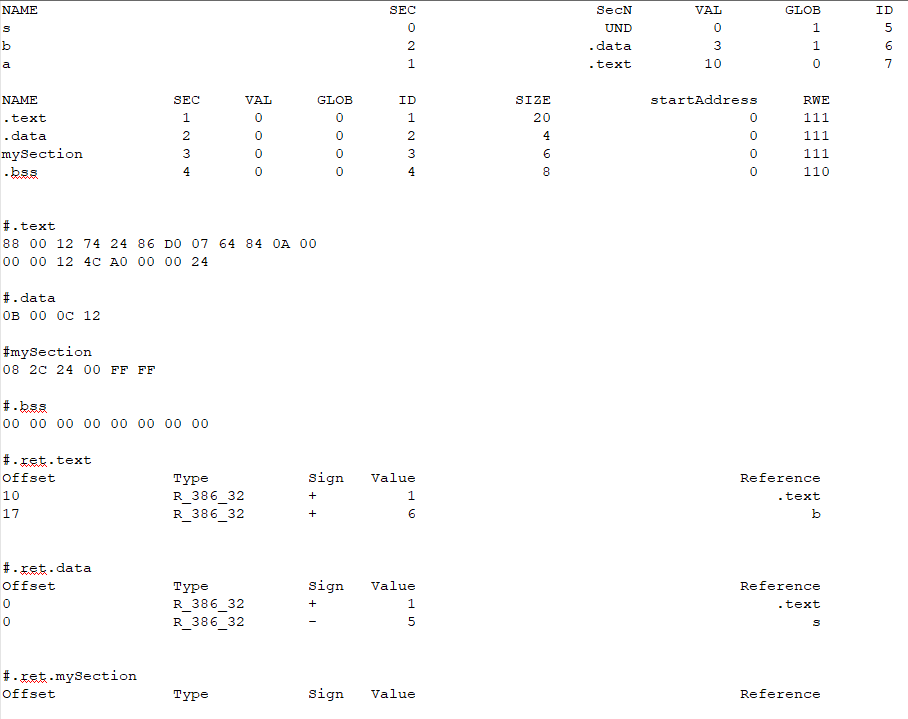 NAME SEC SecN VAL GLOB ID
s 0 UND 0 1 5
b 2 .data 3 1 6
a 1 .text 10 0 7
NAME SEC VAL GLOB ID SIZE startAddress RWE
.text 1 0 0 1 20 0 111
.data 2 0 0 2 4 0 111
mySection 3 0 0 3 6 0 111
.bss 4 0 0 4 8 0 110
#.text
88 00 12 74 24 86 D0 07 64 84 0A 00
00 00 12 4C A0 00 00 24
#.data
0B 00 0C 12
#mySection
08 2C 24 00 FF FF
#.bss
00 00 00 00 00 00 00 00
#.ret.text
Offset Type Sign Value Reference
10 R_386_32 + 1 .text
17 R_386_32 + 6 b
#.ret.data
Offset Type Sign Value Reference
0 R_386_32 + 1 .text
0 R_386_32 - 5 s
#.ret.mySection
Offset Type Sign Value Reference